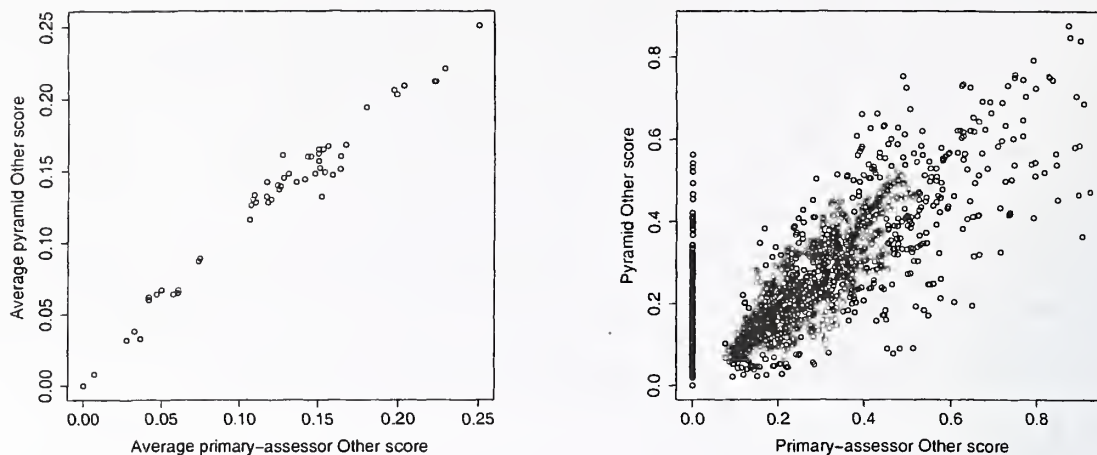 0.25
0.20
0.15
0.10
0.05
0.00
Average pyramid Other score
0.00 0.05 0.10 0.15 0.20 0.25
Average primary-assessor Other score
0.8
0.6
0.4
0.2
0.0
Pyramid Other score
0.0 0.2 0.4 0.6 0.8
Primary-assessor Other score